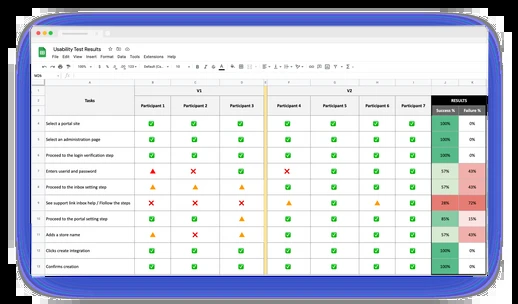 Usability Test Results
File Edit View Insert Format Data Tools Extensions Help
100%
Tasks V1 V2
Participant 1 Participant 2 Participant 3 Participant 4 Participant 5 Participant 6 Participant 7 RESULTS
Success % Failure %
Select a portal site 100% 0%
Select an administration page 100% 0%
Proceed to the login verification step 100% 0%
Enters userid and password 57% 43%
Proceed to the inbox setting step 57% 43%
See support link inbox help / Flollow the steps 28% 72%
Proceed to the portal setting step 85% 15%
Adds a store name 57% 43%
Clicks create integration 100% 0%
Confirms creation 100% 0%